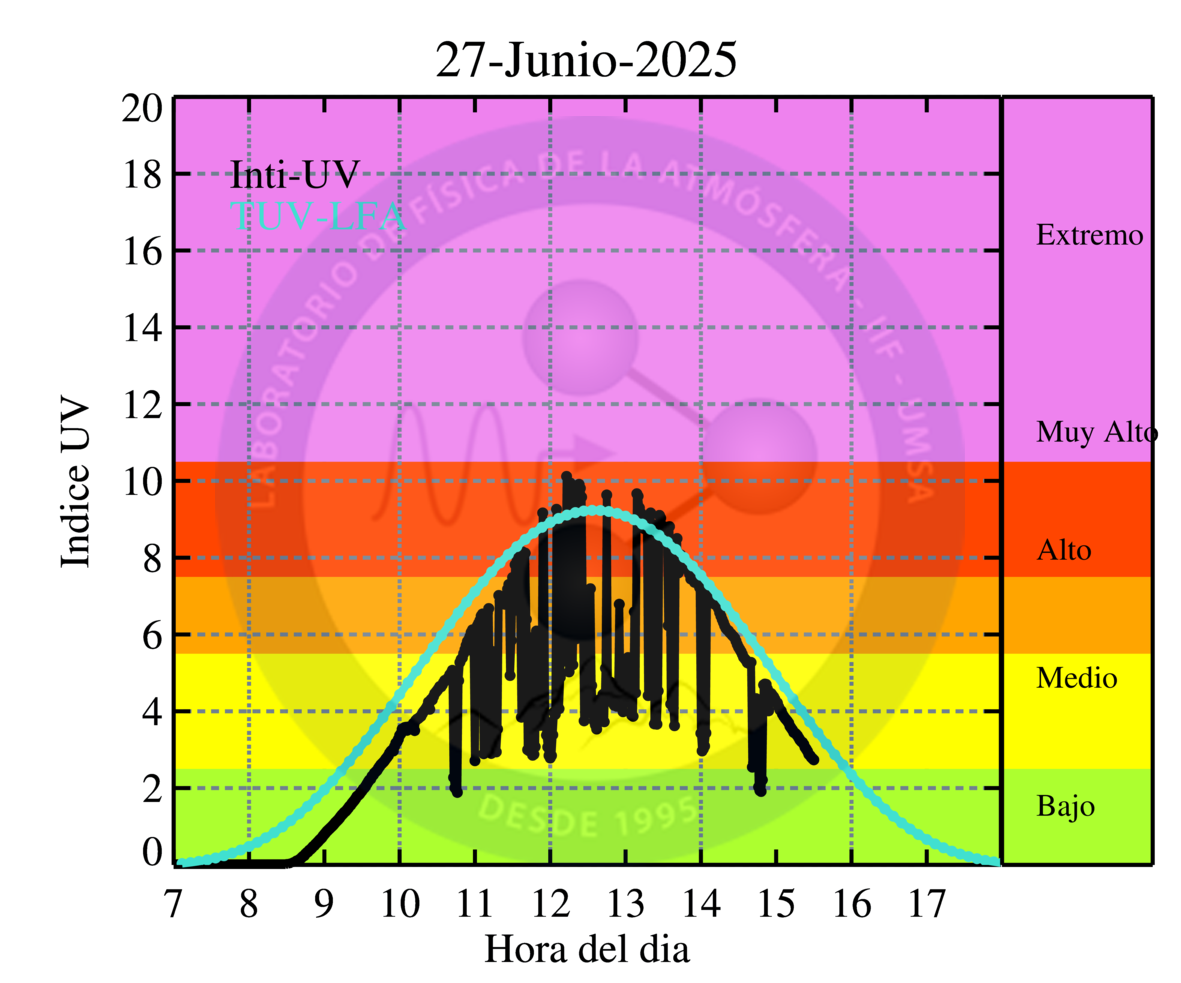 27-Junio-2025
Inti-UV
TUV-LFA
LABORATORIO DE FÍSICA DE LA ATMÓSFERA - IIF - UMSA
DESDE 1995
Indice UV
20
18
16
14
12
10
8
6
4
2
0
Extremo
Muy Alto
Alto
Medio
Bajo
7 8 9 10 11 12 13 14 15 16 17
Hora del dia